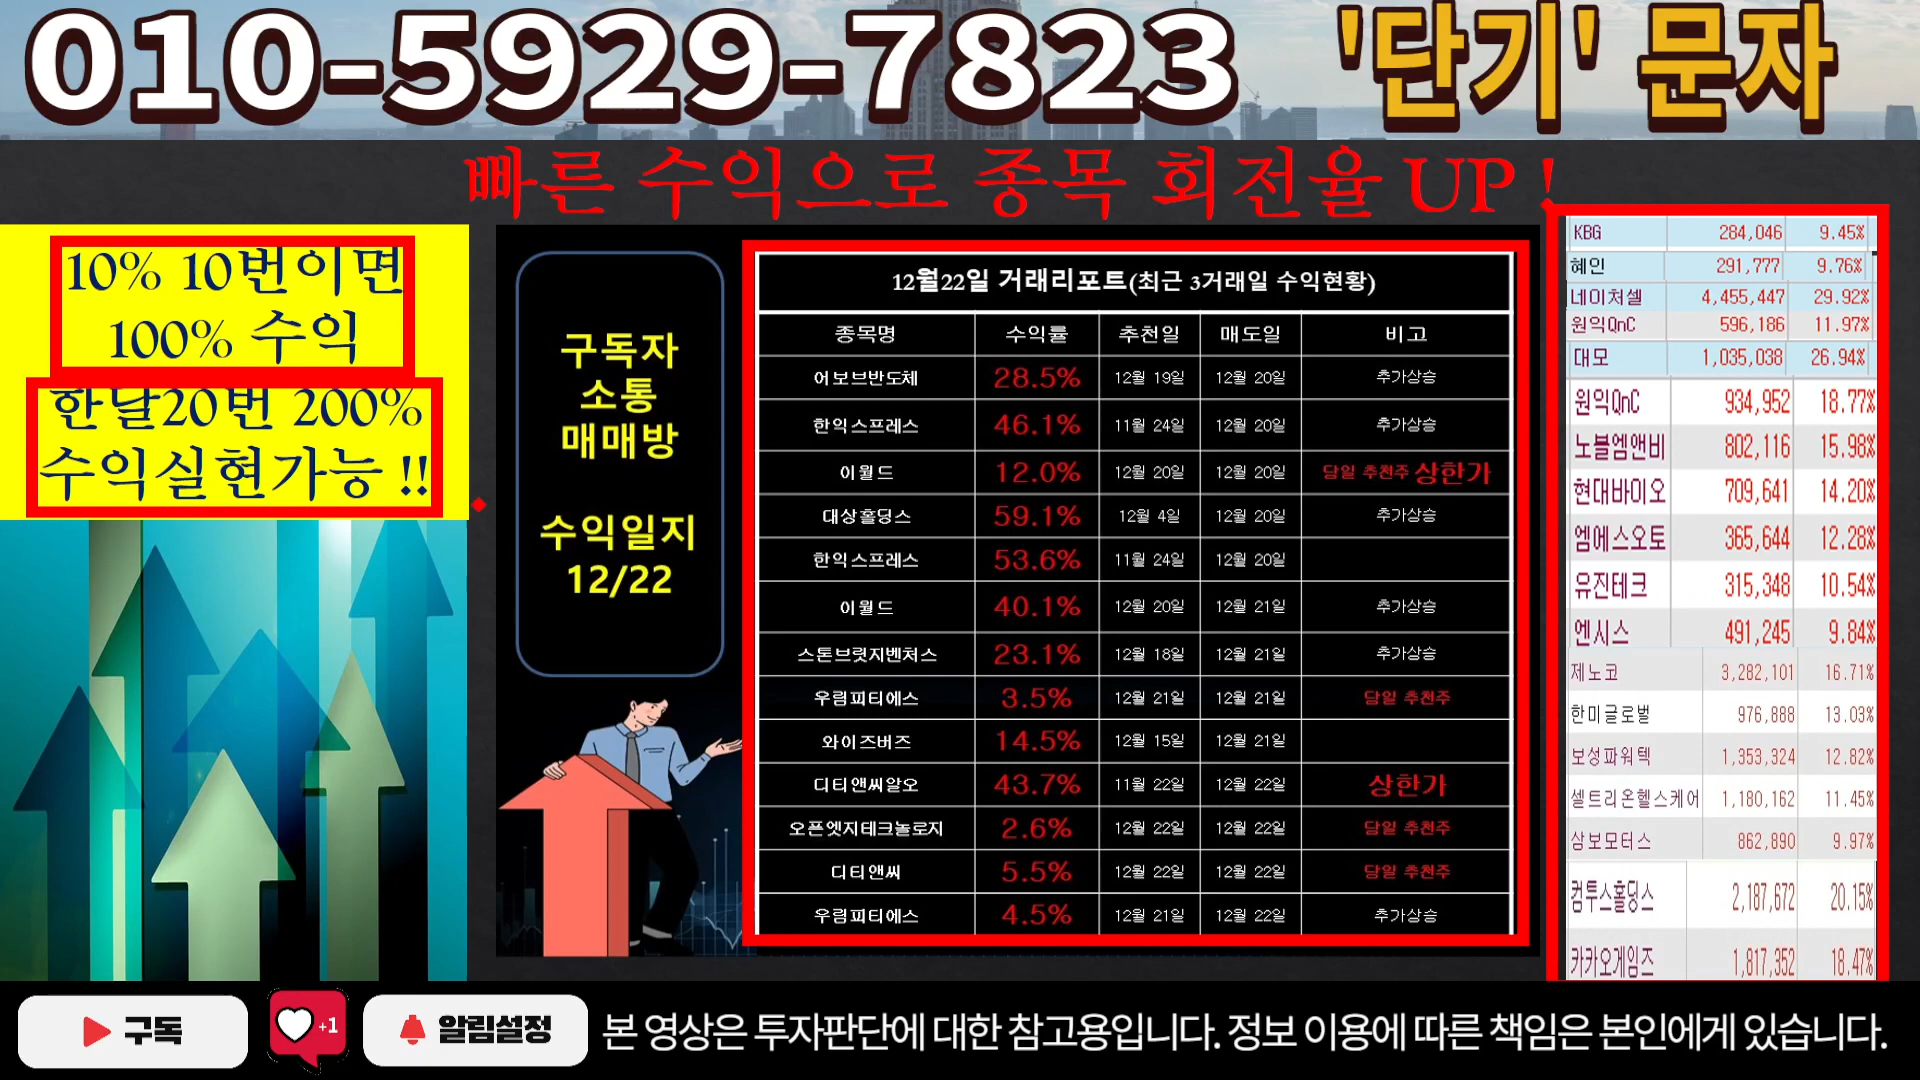 010-5929-7823 '단기' 문자
빠른 수익으로 종목 회전율 UP !
10% 10번이면
100% 수익
한달20번 200%
수익실현가능 !!
구독자
소통
매매방
수익일지
12/22
12월22일 거래리포트(최근 3거래일 수익현황)
종목명 수익률 추천일 매도일 비고
어보브반도체 28.5% 12월 19일 12월 20일 추가상승
한익스프레스 46.1% 11월 24일 12월 20일 추가상승
이월드 12.0% 12월 20일 12월 20일 당일 추천주 상한가
대상홀딩스 59.1% 12월 4일 12월 20일 추가상승
한익스프레스 53.6% 11월 24일 12월 20일
이월드 40.1% 12월 20일 12월 21일 추가상승
스톤브릿지벤처스 23.1% 12월 18일 12월 21일 추가상승
우림피티에스 3.5% 12월 21일 12월 21일 당일 추천주
와이즈버즈 14.5% 12월 15일 12월 21일
디티앤씨알오 43.7% 11월 22일 12월 22일 상한가
오픈엣지테크놀로지 2.6% 12월 22일 12월 22일 당일 추천주
디티앤씨 5.5% 12월 22일 12월 22일 당일 추천주
우림피티에스 4.5% 12월 21일 12월 22일 추가상승
KBG 284,046 9.45%
혜인 291,777 9.76%
네이처셀 4,455,447 29.92%
원익QnC 596,186 11.97%
대모 1,035,038 26.94%
원익QnC 934,952 18.77%
노블엠앤비 802,116 15.98%
현대바이오 709,641 14.20%
엠에스오토 365,644 12.28%
유진테크 315,348 10.54%
엔시스 491,245 9.84%
제노코 3,282,101 16.71%
한미글로벌 976,888 13.03%
보성파워텍 1,353,324 12.82%
셀트리온헬스케어 1,180,162 11.45%
삼보모터스 862,890 9.97%
컴투스홀딩스 2,187,672 20.15%
카카오게임즈 1,817,352 18.47%
구독
+1
알림설정
본 영상은 투자판단에 대한 참고용입니다. 정보 이용에 따른 책임은 본인에게 있습니다.